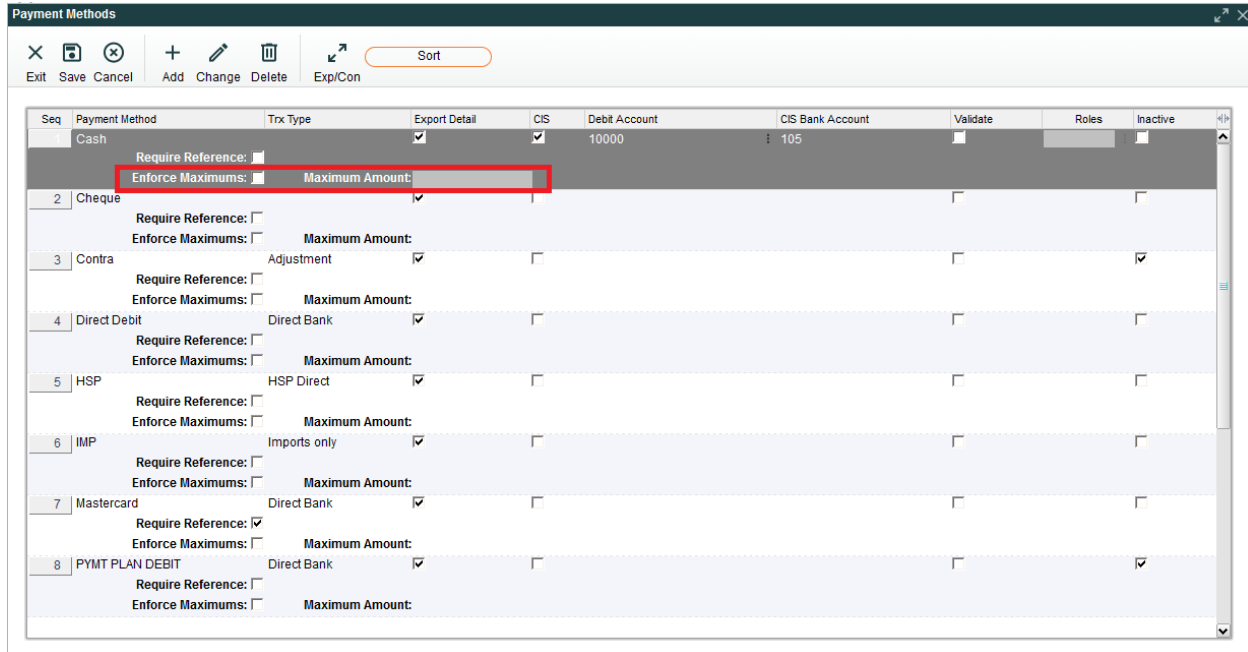 Payment Methods
Exit Save Cancel Add Change Delete Exp/Con Sort
Seq Payment Method Trx Type Export Detail CIS Debit Account CIS Bank Account Validate Roles Inactive
1 Cash 10000 105
Require Reference:
Enforce Maximums: Maximum Amount:
2 Cheque
Require Reference:
Enforce Maximums: Maximum Amount:
3 Contra Adjustment
Require Reference:
Enforce Maximums: Maximum Amount:
4 Direct Debit Direct Bank
Require Reference:
Enforce Maximums: Maximum Amount:
5 HSP HSP Direct
Require Reference:
Enforce Maximums: Maximum Amount:
6 IMP Imports only
Require Reference:
Enforce Maximums: Maximum Amount:
7 Mastercard Direct Bank
Require Reference:
Enforce Maximums: Maximum Amount:
8 PYMT PLAN DEBIT Direct Bank
Require Reference:
Enforce Maximums: Maximum Amount: